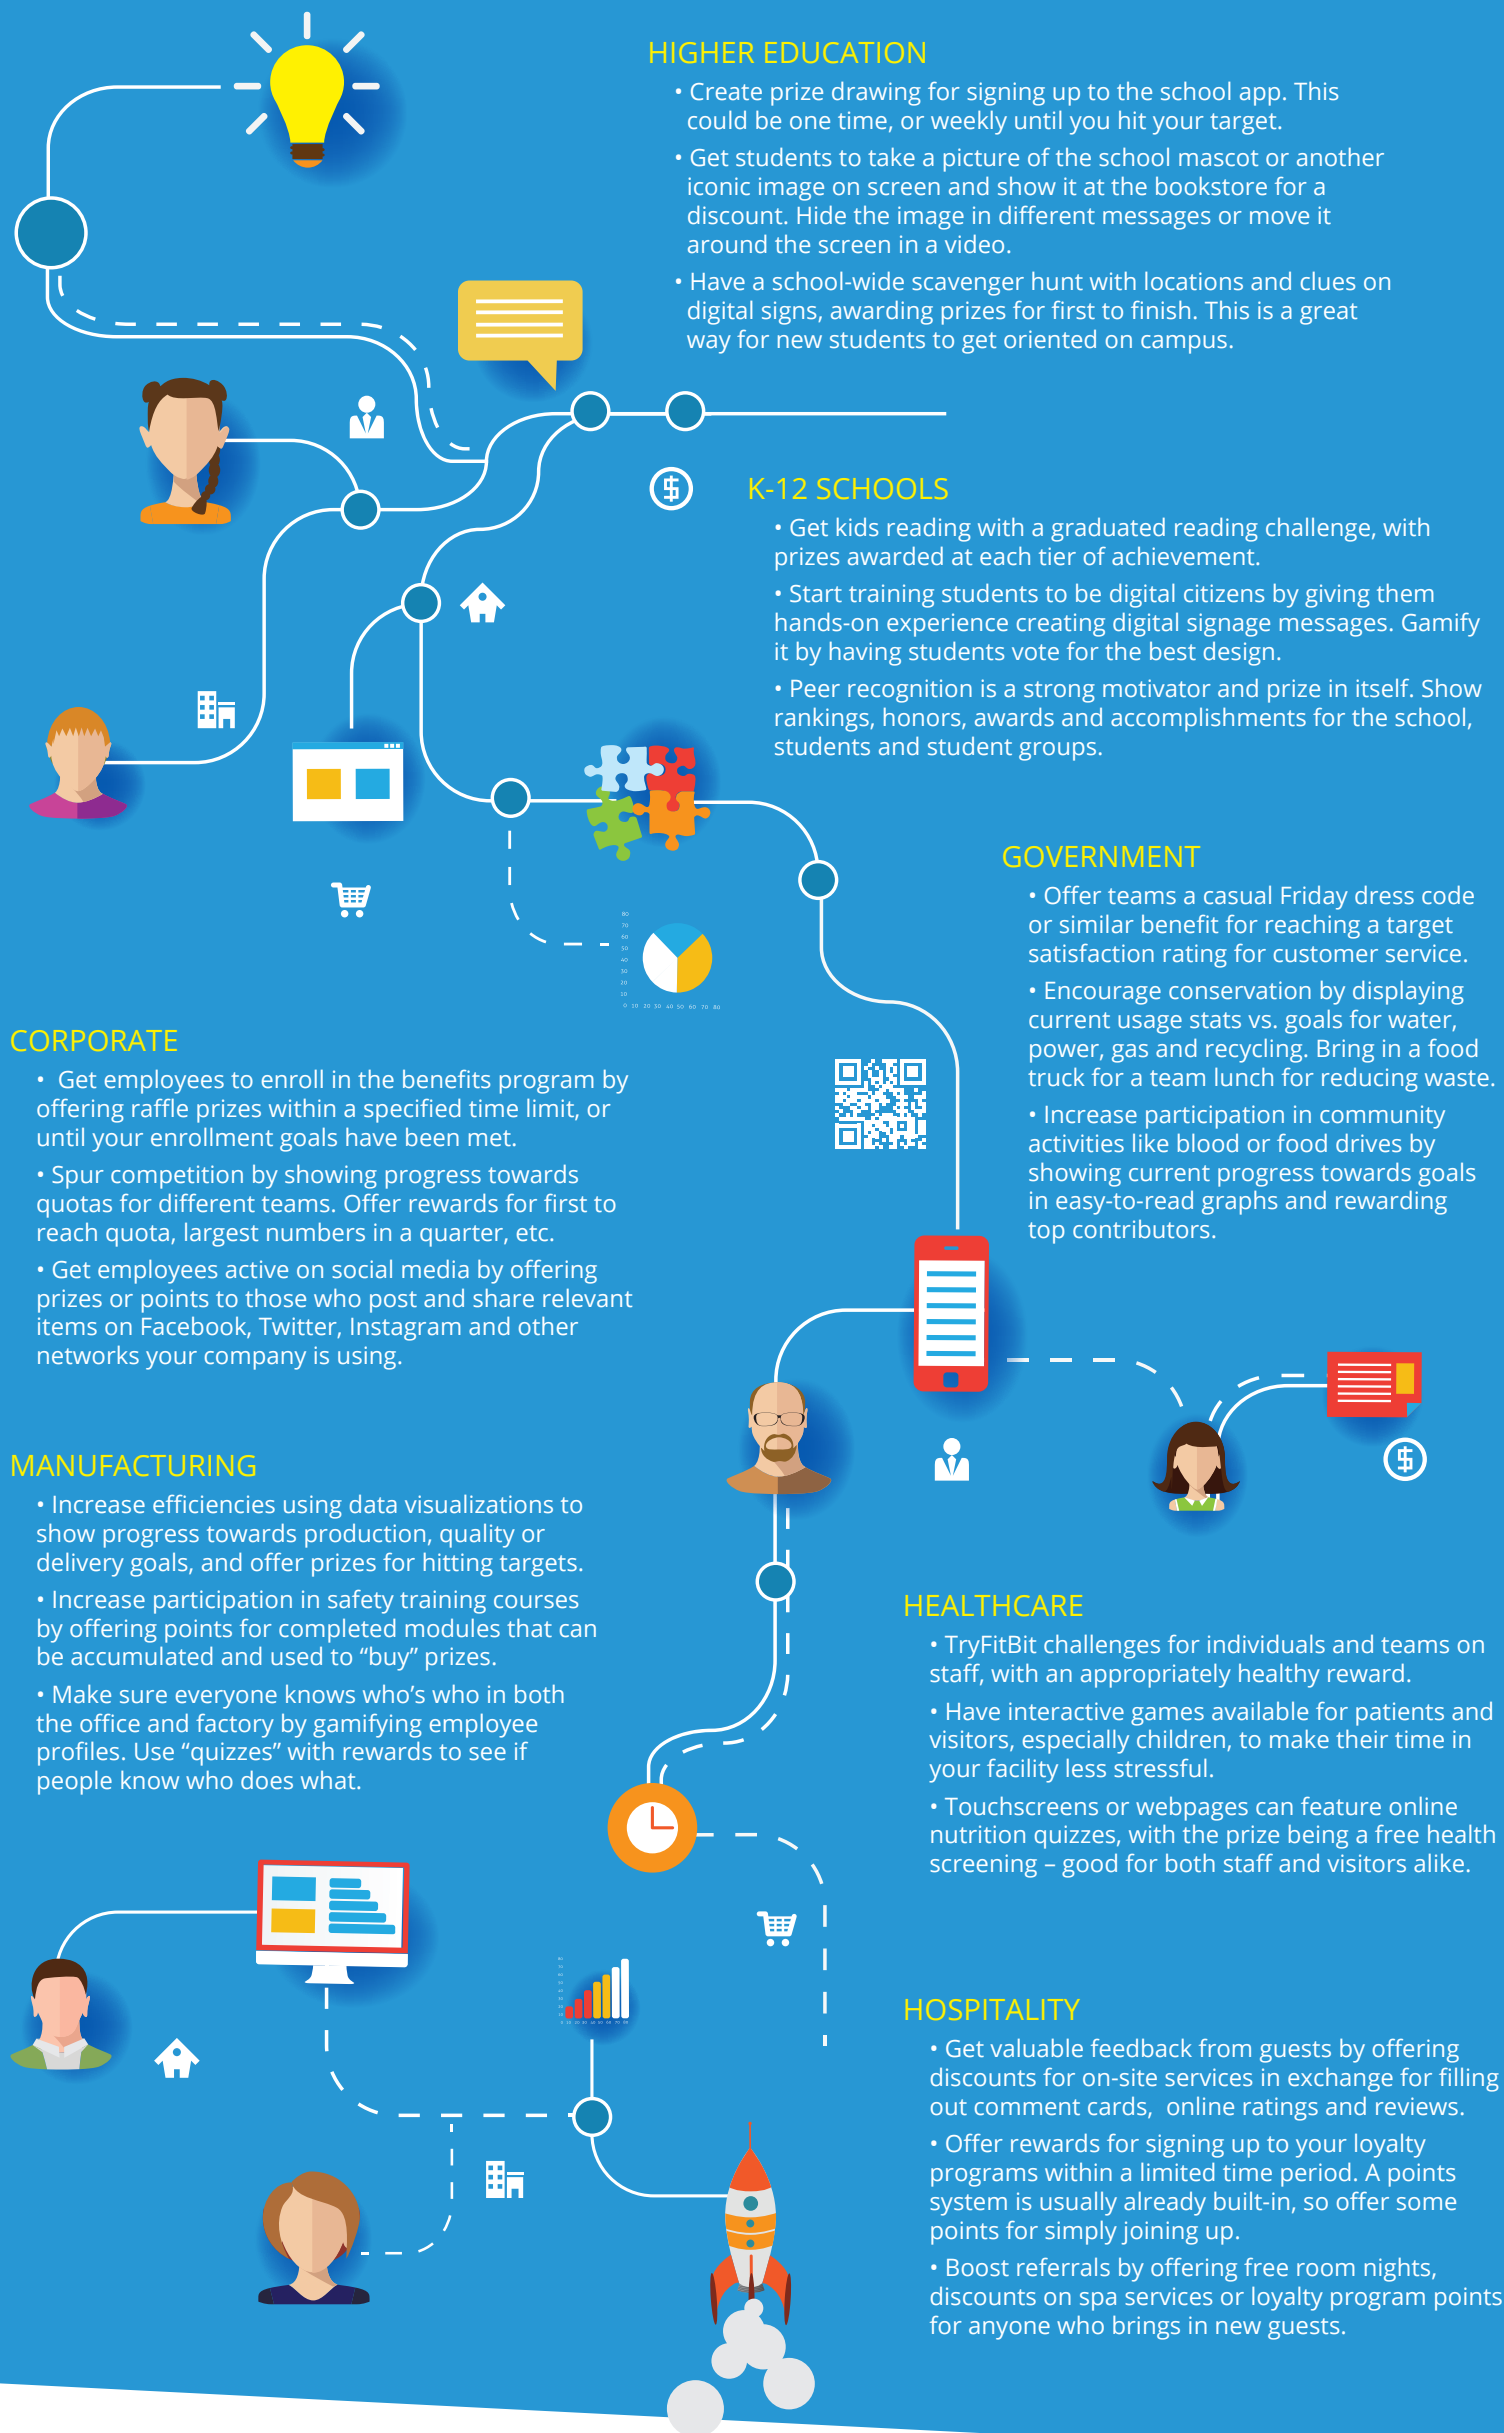 HIGHER EDUCATION
• Create prize drawing for signing up to the school app. This
could be one time, or weekly until you hit your target.
• Get students to take a picture of the school mascot or another
iconic image on screen and show it at the bookstore for a
discount. Hide the image in different messages or move it
around the screen in a video.
• Have a school-wide scavenger hunt with locations and clues on
digital signs, awarding prizes for first to finish. This is a great
way for new students to get oriented on campus.
K-12 SCHOOLS
• Get kids reading with a graduated reading challenge, with
prizes awarded at each tier of achievement.
• Start training students to be digital citizens by giving them
hands-on experience creating digital signage messages. Gamify
it by having students vote for the best design.
• Peer recognition is a strong motivator and prize in itself. Show
rankings, honors, awards and accomplishments for the school,
students and student groups.
GOVERNMENT
• Offer teams a casual Friday dress code
or similar benefit for reaching a target
satisfaction rating for customer service.
• Encourage conservation by displaying
current usage stats vs. goals for water,
power, gas and recycling. Bring in a food
truck for a team lunch for reducing waste.
• Increase participation in community
activities like blood or food drives by
showing current progress towards goals
in easy-to-read graphs and rewarding
top contributors.
80
70
60
50
40
30
20
10
0 10 20 30 40 50 60 70 80
CORPORATE
• Get employees to enroll in the benefits program by
offering raffle prizes within a specified time limit, or
until your enrollment goals have been met.
• Spur competition by showing progress towards
quotas for different teams. Offer rewards for first to
reach quota, largest numbers in a quarter, etc.
• Get employees active on social media by offering
prizes or points to those who post and share relevant
items on Facebook, Twitter, Instagram and other
networks your company is using.
MANUFACTURING
• Increase efficiencies using data visualizations to
show progress towards production, quality or
delivery goals, and offer prizes for hitting targets.
• Increase participation in safety training courses
by offering points for completed modules that can
be accumulated and used to “buy” prizes.
• Make sure everyone knows who’s who in both
the office and factory by gamifying employee
profiles. Use “quizzes” with rewards to see if
people know who does what.
HEALTHCARE
• TryFitBit challenges for individuals and teams on
staff, with an appropriately healthy reward.
• Have interactive games available for patients and
visitors, especially children, to make their time in
your facility less stressful.
• Touchscreens or webpages can feature online
nutrition quizzes, with the prize being a free health
screening – good for both staff and visitors alike.
HOSPITALITY
• Get valuable feedback from guests by offering
discounts for on-site services in exchange for filling
out comment cards, online ratings and reviews.
• Offer rewards for signing up to your loyalty
programs within a limited time period. A points
system is usually already built-in, so offer some
points for simply joining up.
• Boost referrals by offering free room nights,
discounts on spa services or loyalty program points
for anyone who brings in new guests.